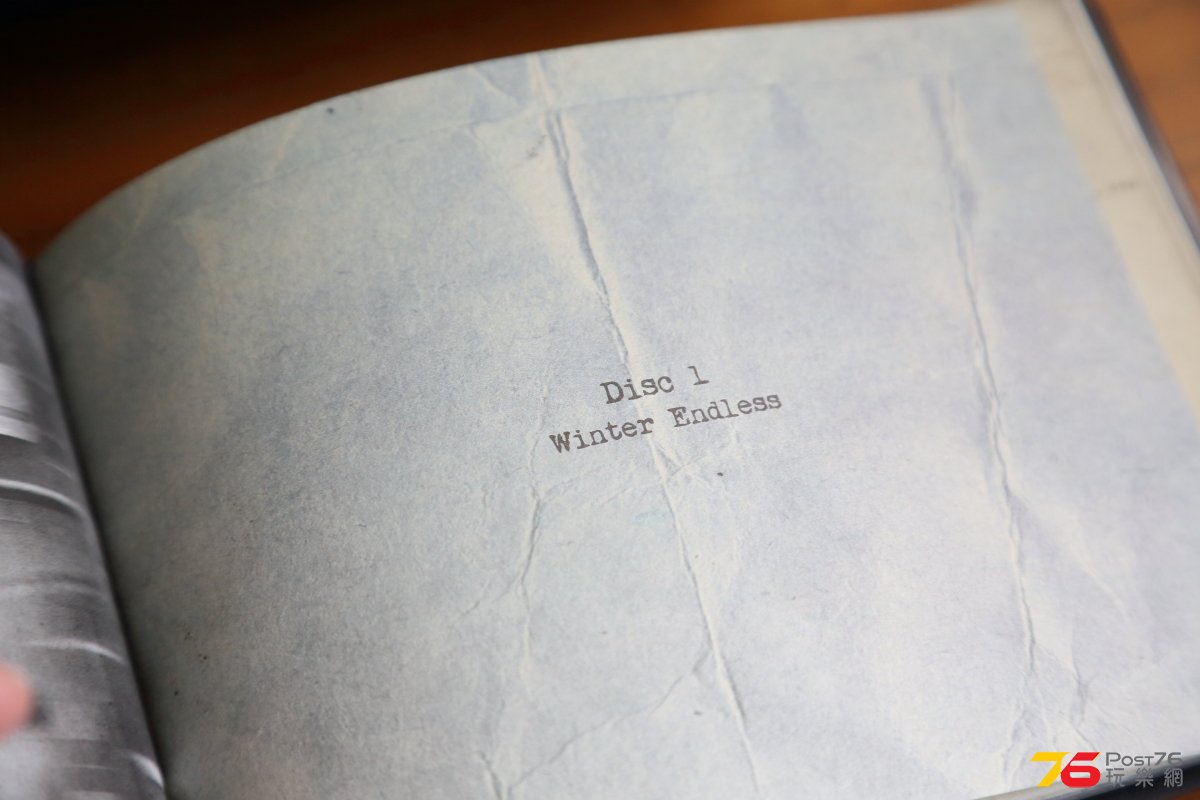 Disc 1
Winter Endless
76 POST76
玩樂網